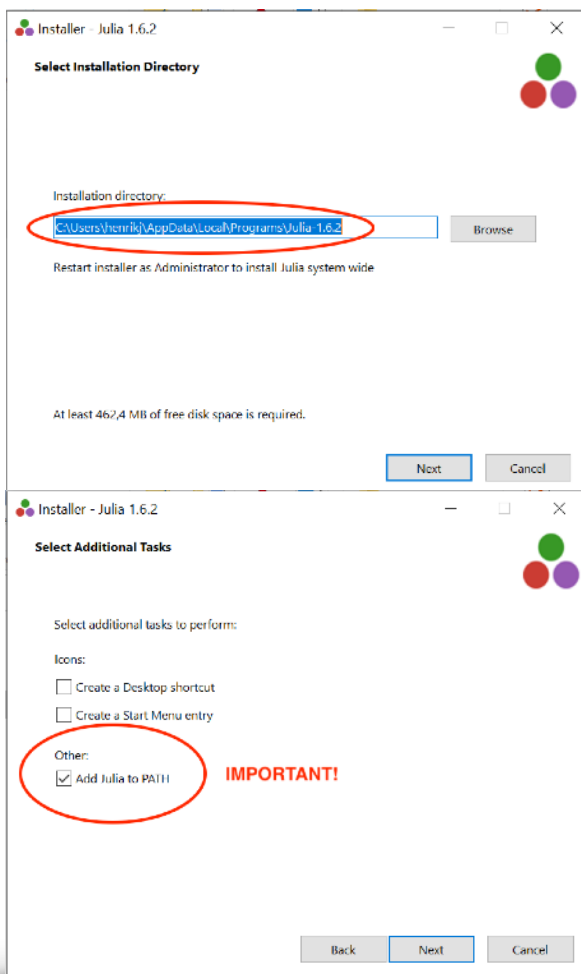 Installer - Julia 1.6.2
Select Installation Directory
Installation directory:
C:\Users\henrikj\AppData\Local\Programs\Julia-1.6.2
Browse
Restart installer as Administrator to install Julia system wide
At least 462,4 MB of free disk space is required.
Next
Cancel
Installer - Julia 1.6.2
Select Additional Tasks
Select additional tasks to perform:
Icons:
Create a Desktop shortcut
Create a Start Menu entry
Other:
Add Julia to PATH
IMPORTANT!
Back
Next
Cancel